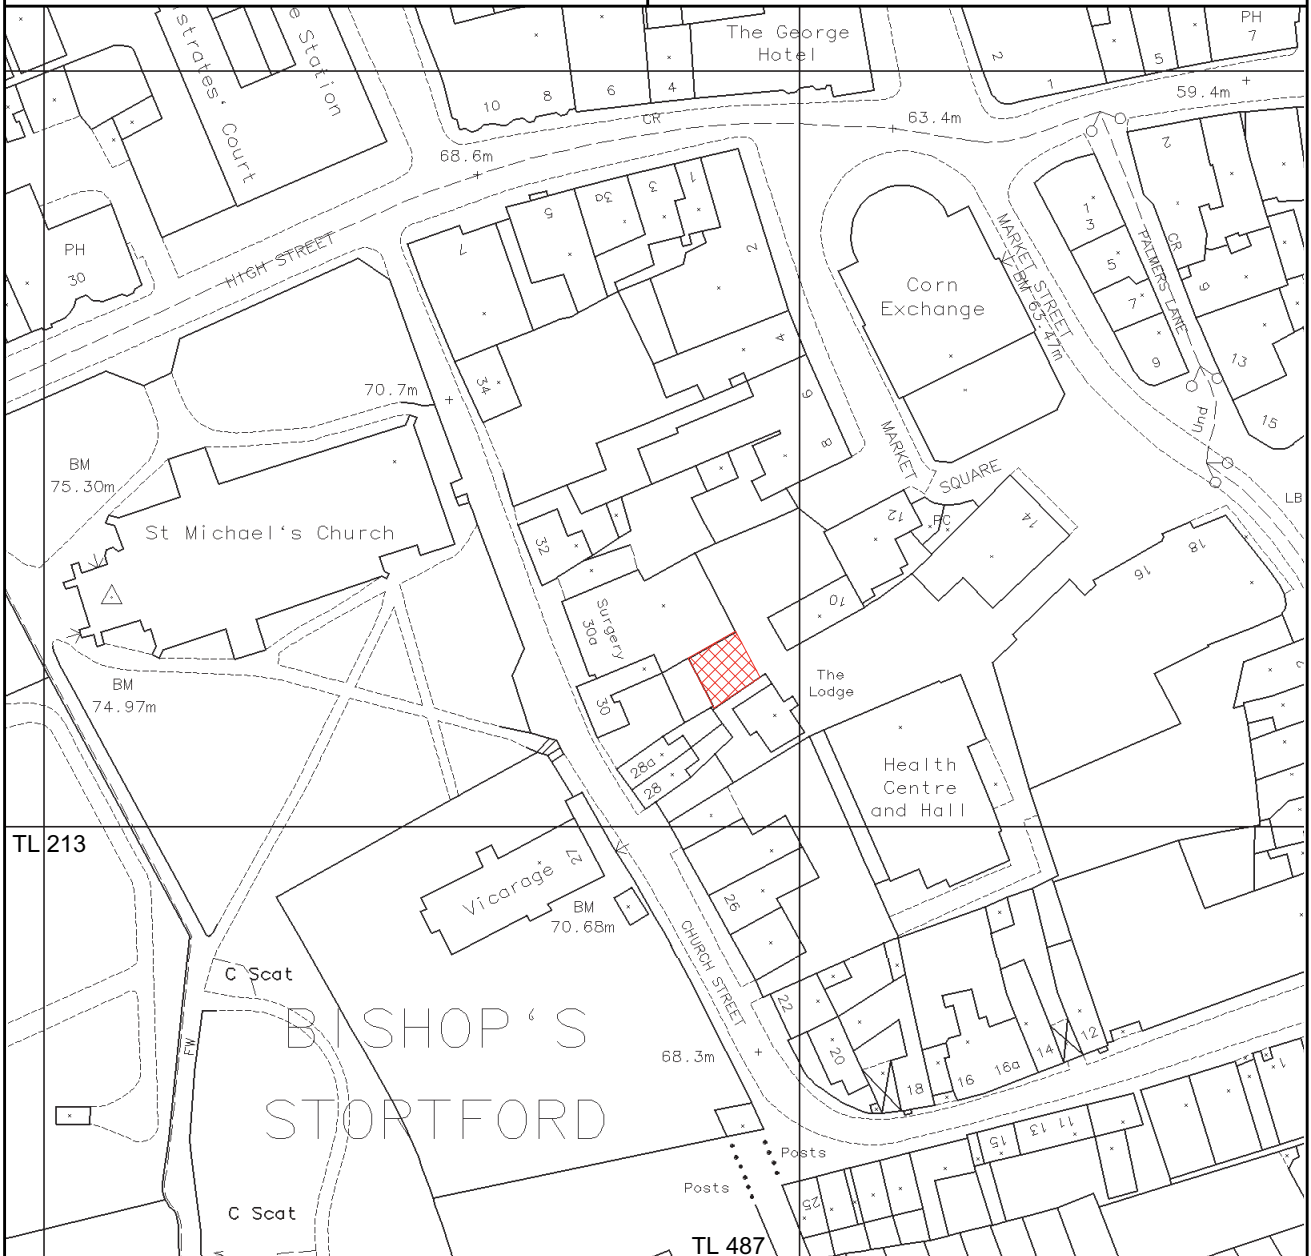 strates' Court
e Station
10
8
6
4
The George
Hotel
2
1
5
PH
7
59.4m
CR
63.4m
68.6m
HIGH STREET
PH
30
7
5
3a
3
1
2
4
6
8
34
70.7m
Corn
Exchange
MARKET STREET
BM 63.47m
1
3
5
7
9
PALMERS LANE
CR
2
9
13
15
Und
LB
MARKET
SQUARE
BM
75.30m
St Michael's Church
32
12
PC
14
16
18
Surgery
30a
10
30
The
Lodge
2
BM
74.97m
28a
28
Health
Centre
and Hall
TL 213
Vicarage
27
BM
70.68m
26
CHURCH STREET
C Scat
FW
BISHOP'S
STORTFORD
68.3m
22
20
18
16
16a
14
12
Posts
Posts
15
13
11
1
25
C Scat
TL 487